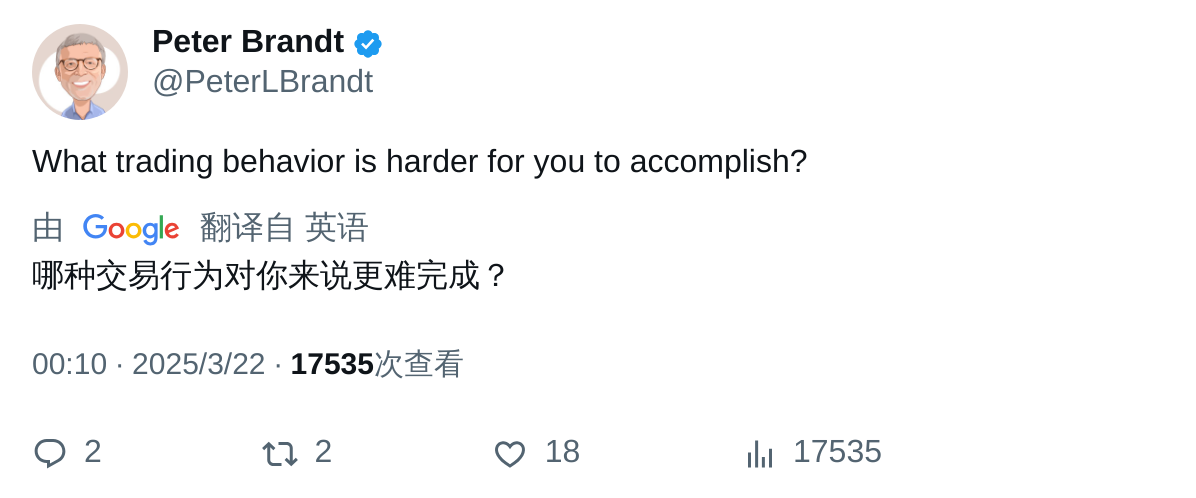 Peter Brandt
@PeterLBrandt
What trading behavior is harder for you to accomplish?
由 Google 翻译自 英语
哪种交易行为对你来说更难完成？
00:10 · 2025/3/22 · 17535次查看
2 2 18 17535